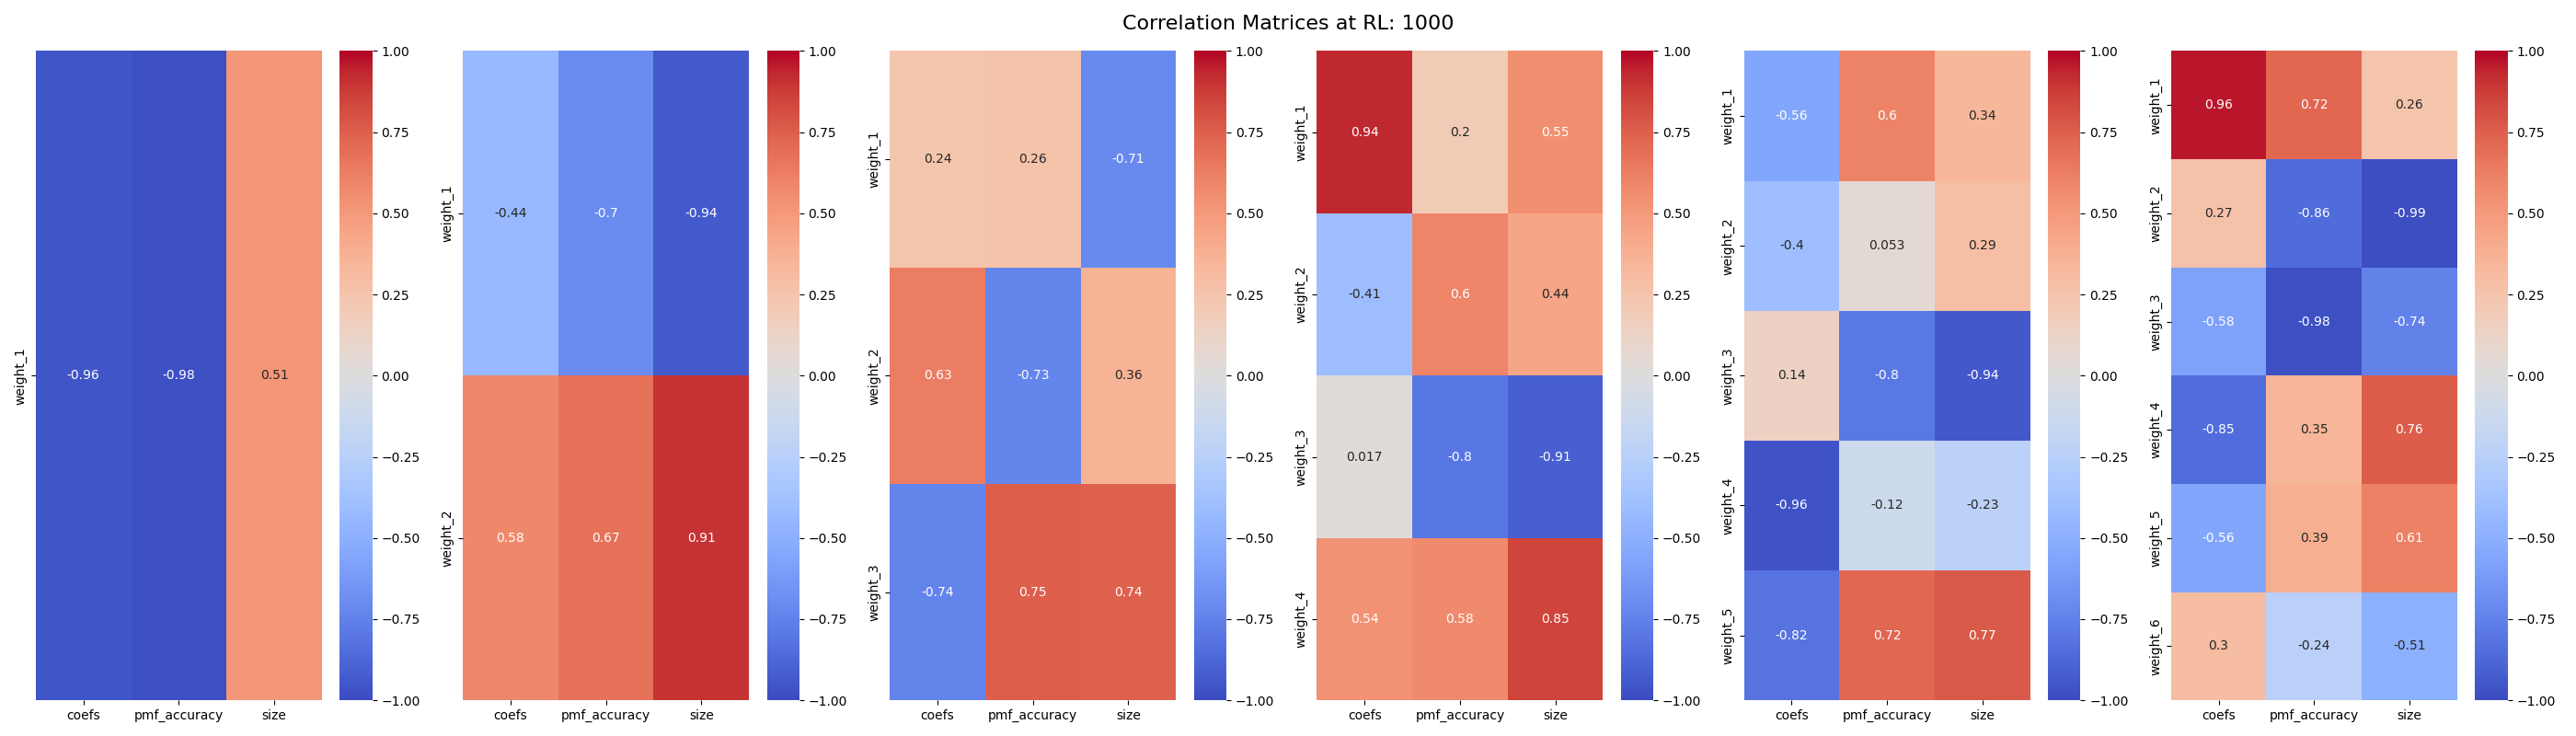 Correlation Matrices at RL: 1000
weight_1
-0.96 -0.98 0.51
coefs pmf_accuracy size
1.00
0.75
0.50
0.25
0.00
−0.25
−0.50
−0.75
−1.00
weight_1
-0.44 -0.7 -0.94
weight_2
0.58 0.67 0.91
coefs pmf_accuracy size
1.00
0.75
0.50
0.25
0.00
−0.25
−0.50
−0.75
−1.00
weight_1
0.24 0.26 -0.71
weight_2
0.63 -0.73 0.36
weight_3
-0.74 0.75 0.74
coefs pmf_accuracy size
1.00
0.75
0.50
0.25
0.00
−0.25
−0.50
−0.75
−1.00
weight_1
0.94 0.2 0.55
weight_2
-0.41 0.6 0.44
weight_3
0.017 -0.8 -0.91
weight_4
0.54 0.58 0.85
coefs pmf_accuracy size
1.00
0.75
0.50
0.25
0.00
−0.25
−0.50
−0.75
−1.00
weight_1
-0.56 0.6 0.34
weight_2
-0.4 0.053 0.29
weight_3
0.14 -0.8 -0.94
weight_4
-0.96 -0.12 -0.23
weight_5
-0.82 0.72 0.77
coefs pmf_accuracy size
1.00
0.75
0.50
0.25
0.00
−0.25
−0.50
−0.75
−1.00
weight_1
0.96 0.72 0.26
weight_2
0.27 -0.86 -0.99
weight_3
-0.58 -0.98 -0.74
weight_4
-0.85 0.35 0.76
weight_5
-0.56 0.39 0.61
weight_6
0.3 -0.24 -0.51
coefs pmf_accuracy size
1.00
0.75
0.50
0.25
0.00
−0.25
−0.50
−0.75
−1.00